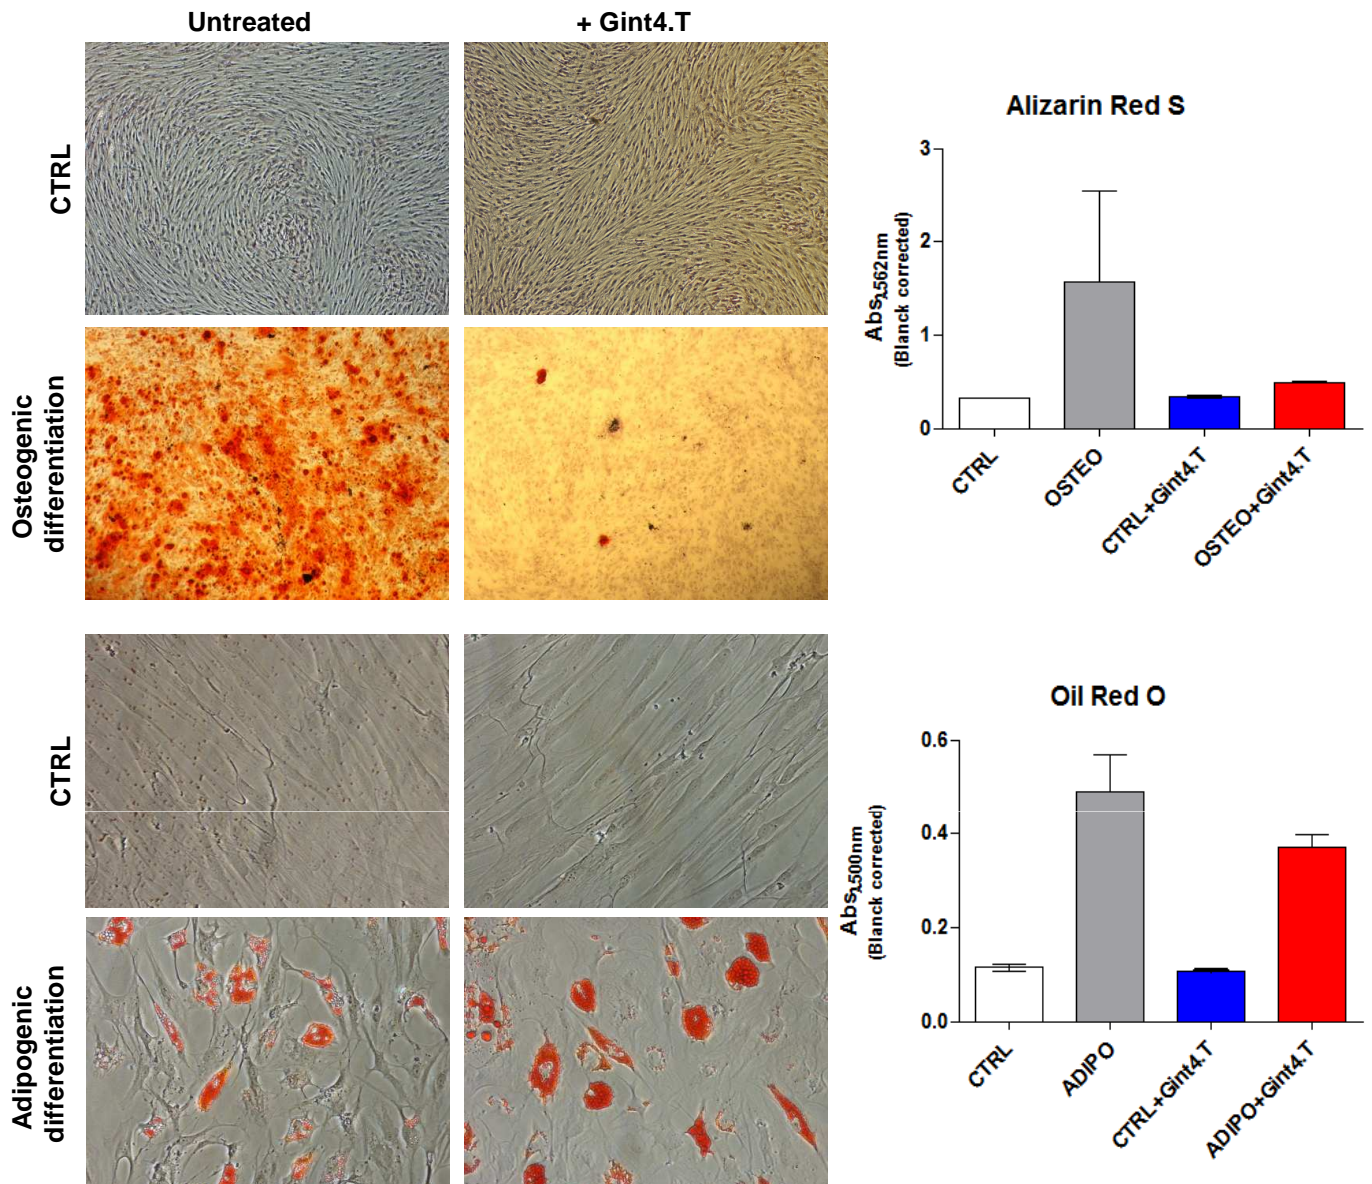 Untreated
+ Gint4.T
CTRL
Osteogenic
differentiation
CTRL
Adipogenic
differentiation
Alizarin Red S
Absλ562nm
(Blanck corrected)
3
2
1
0
CTRL
OSTEO
CTRL+Gint4.T
OSTEO+Gint4.T
Oil Red O
Absλ500nm
(Blanck corrected)
0.6
0.4
0.2
0.0
CTRL
ADIPO
CTRL+Gint4.T
ADIPO+Gint4.T